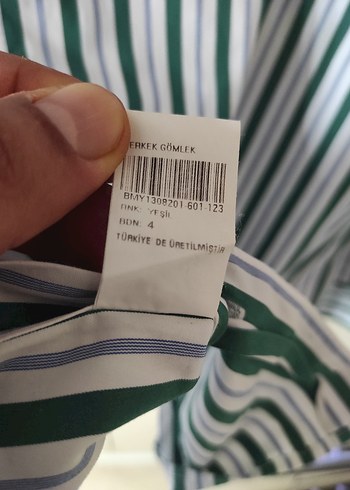 ERKEK GÖMLEK
BMY1308201-601-123
RNK: YEŞİL
BDN: 4
TÜRKİYE DE ÜRETİLMİŞTİR